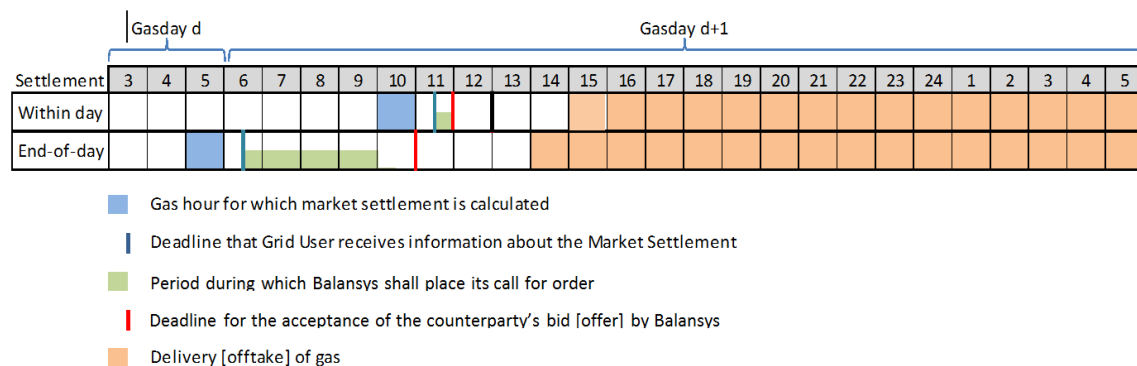 Gasday d Gasday d+1
Settlement 3 4 5 6 7 8 9 10 11 12 13 14 15 16 17 18 19 20 21 22 23 24 1 2 3 4 5
Within day
End-of-day
Gas hour for which market settlement is calculated
Deadline that Grid User receives information about the Market Settlement
Period during which Balansys shall place its call for order
Deadline for the acceptance of the counterparty's bid [offer] by Balansys
Delivery [offtake] of gas